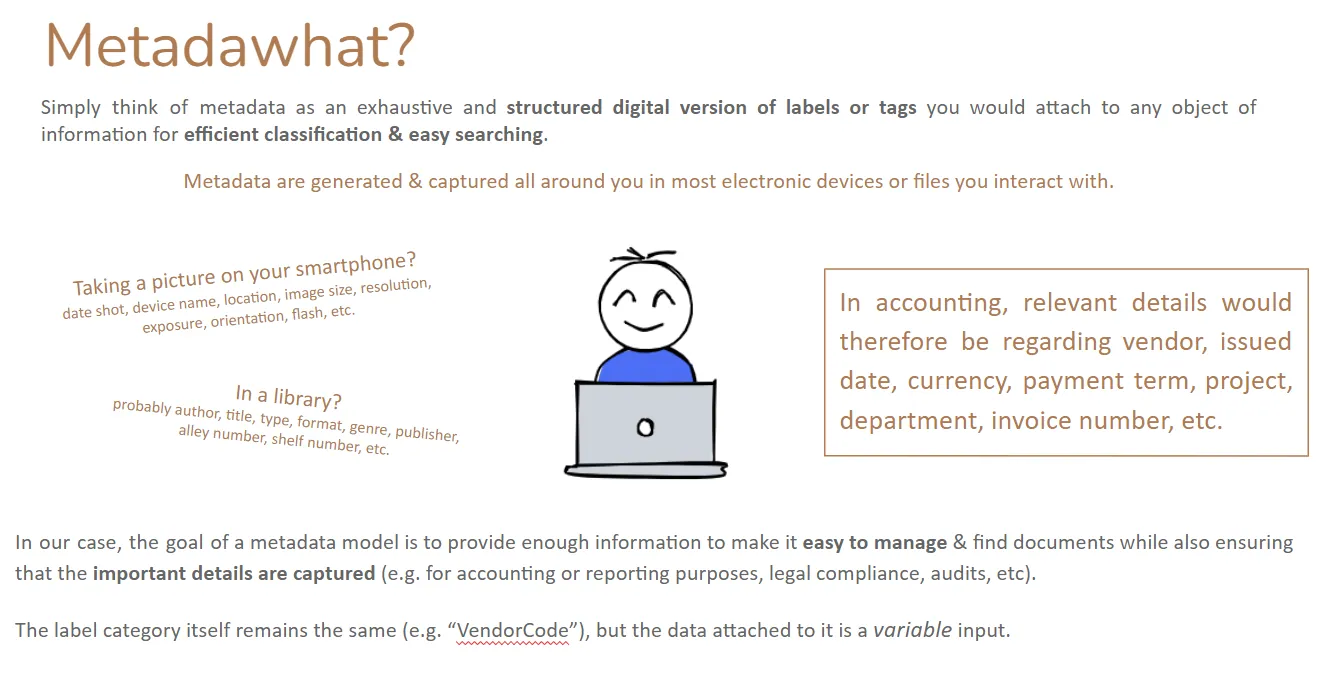 Metadawhat?
Simply think of metadata as an exhaustive and structured digital version of labels or tags you would attach to any object of
information for efficient classification & easy searching.
Metadata are generated & captured all around you in most electronic devices or files you interact with.
Taking a picture on your smartphone?
date shot, device name, location, image size, resolution,
exposure, orientation, flash, etc.
In a library?
probably author, title, type, format, genre, publisher,
alley number, shelf number, etc.
In accounting, relevant details would
therefore be regarding vendor, issued
date, currency, payment term, project,
department, invoice number, etc.
In our case, the goal of a metadata model is to provide enough information to make it easy to manage & find documents while also ensuring
that the important details are captured (e.g. for accounting or reporting purposes, legal compliance, audits, etc).
The label category itself remains the same (e.g. “VendorCode”), but the data attached to it is a variable input.